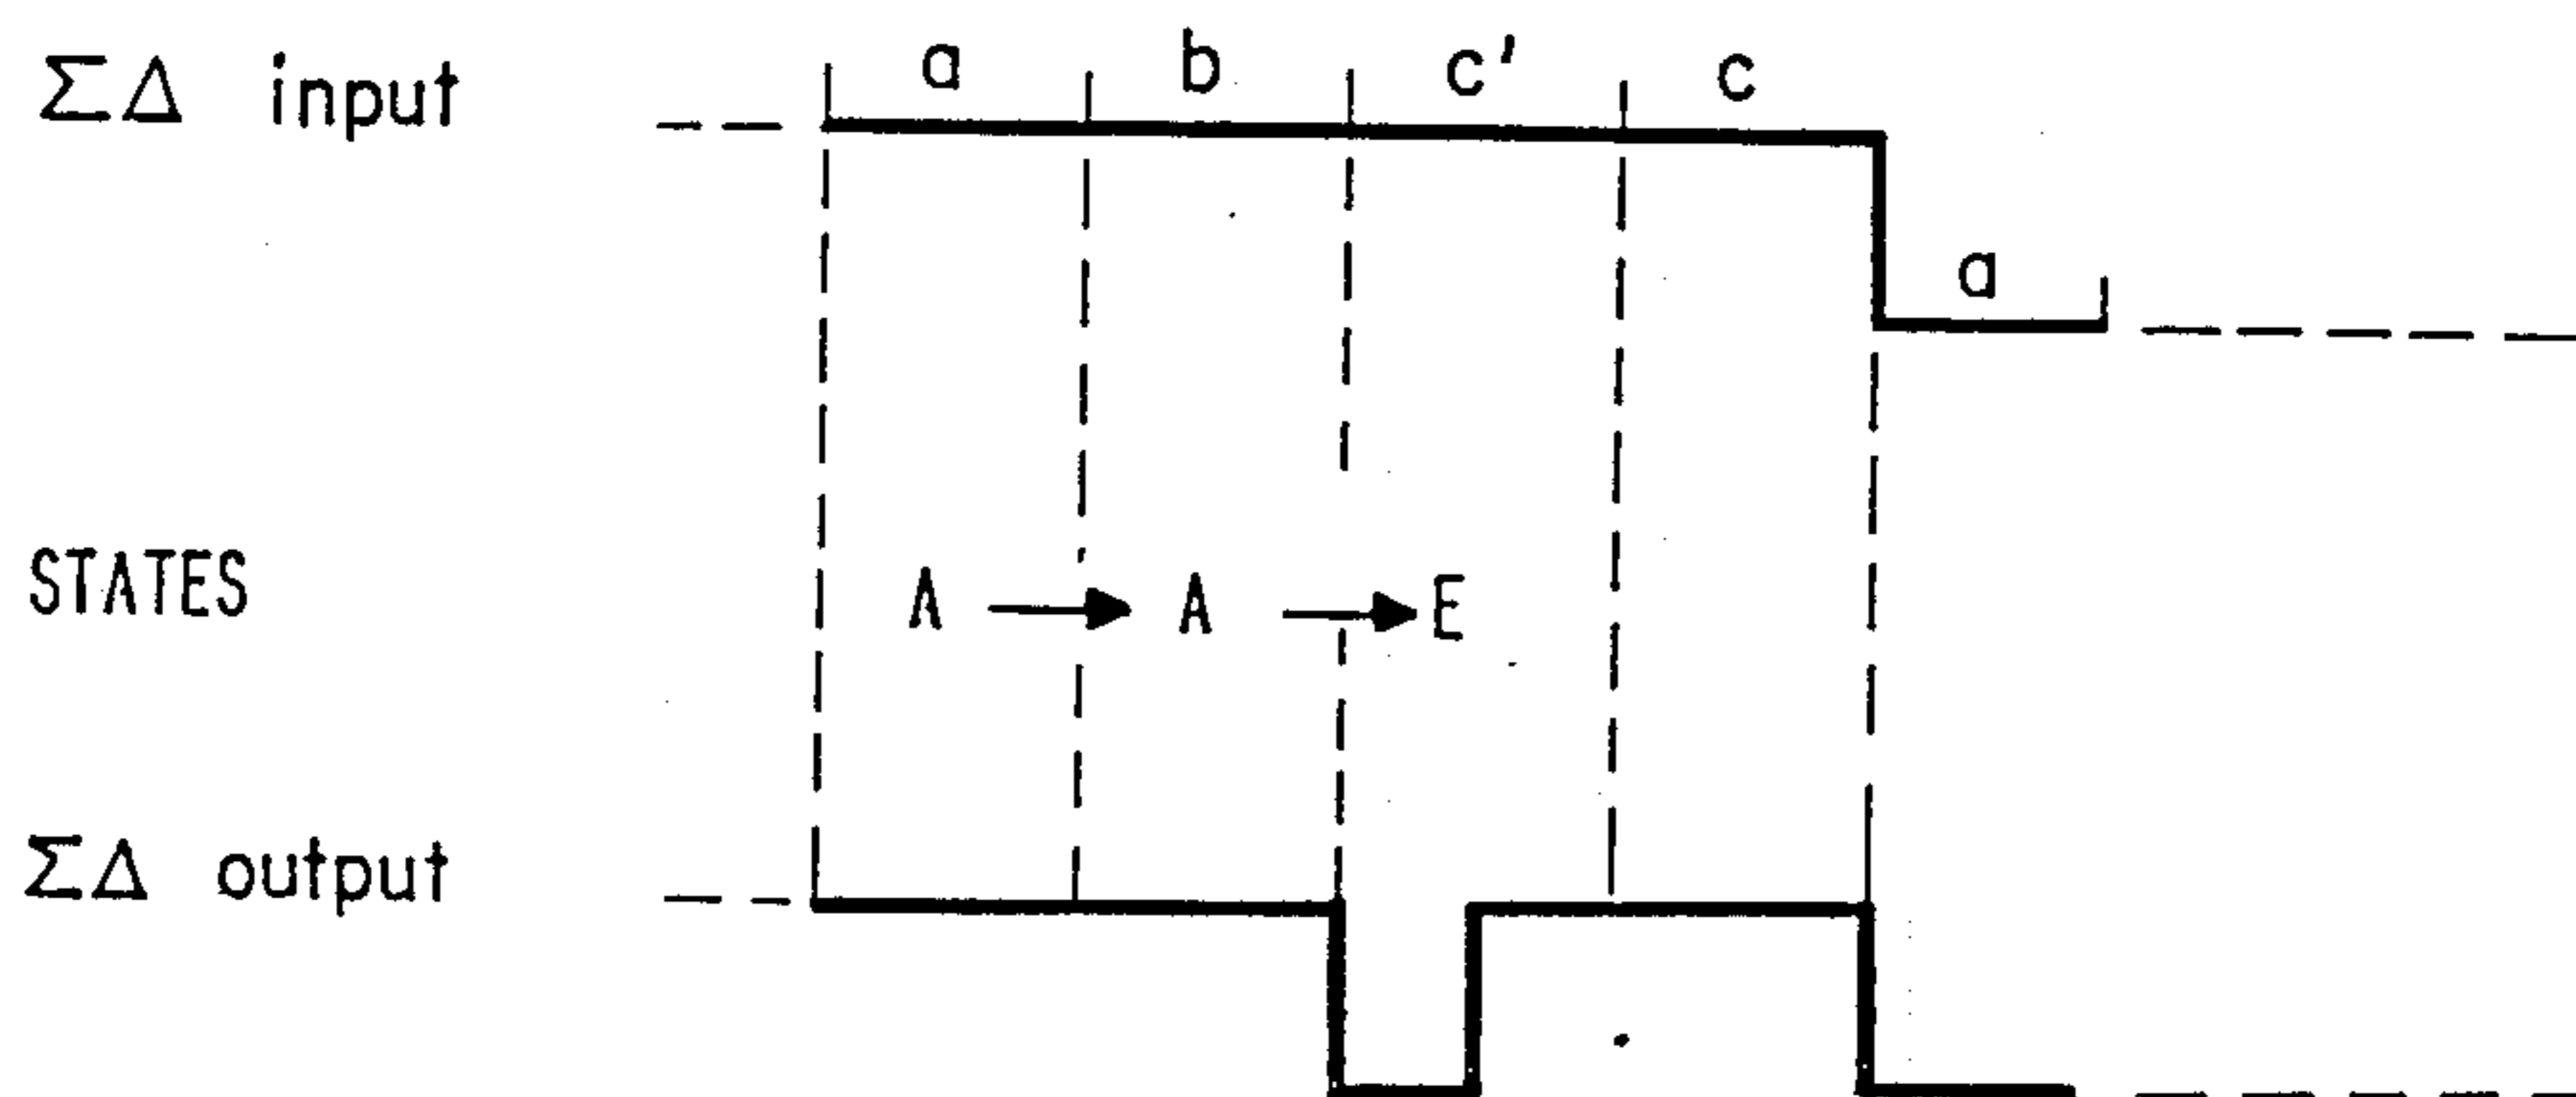 ΣΔ input a b c' c
a
STATES A A E
ΣΔ output